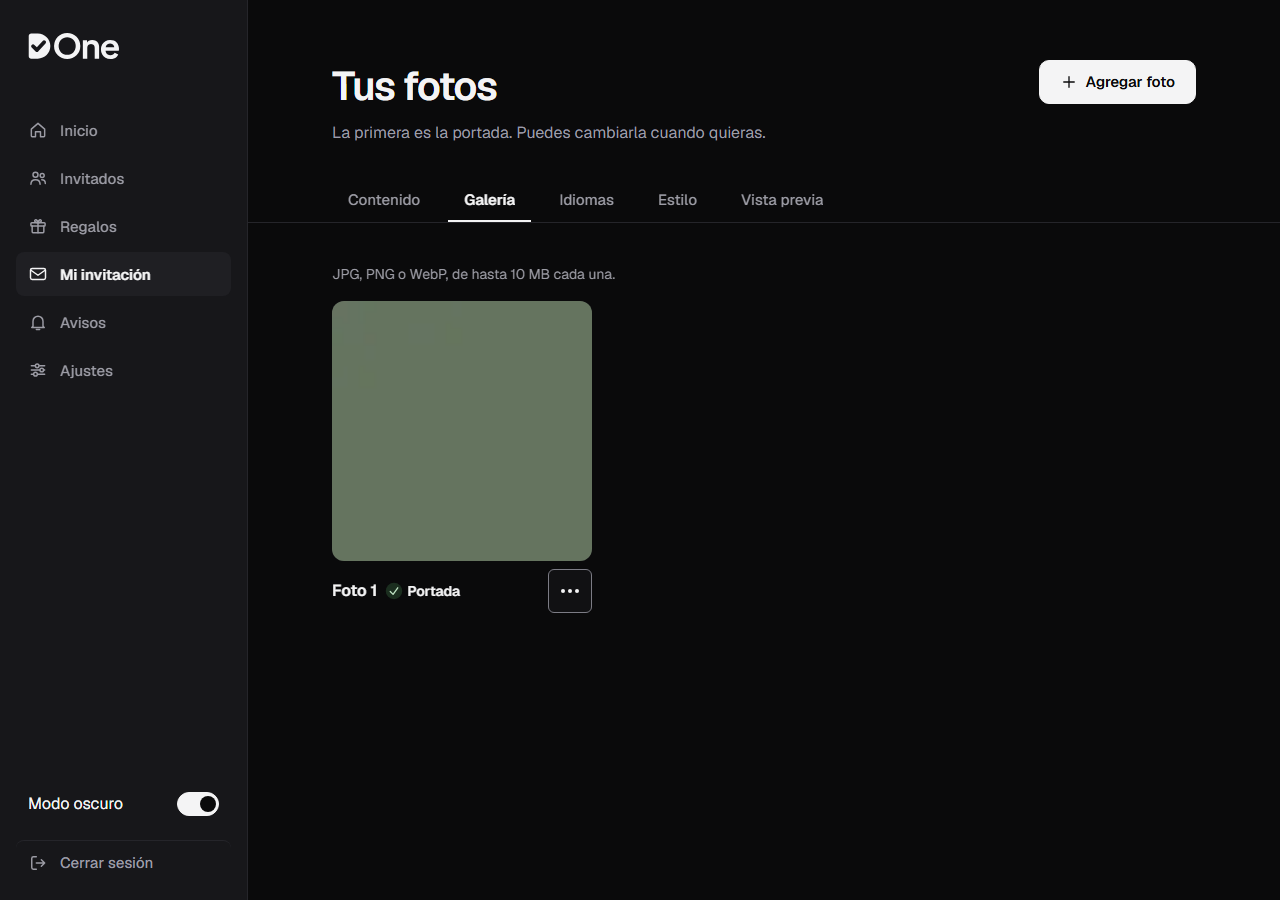 DOne
Inicio
Invitados
Regalos
Mi invitación
Avisos
Ajustes
Modo oscuro
Cerrar sesión
Tus fotos
La primera es la portada. Puedes cambiarla cuando quieras.
Agregar foto
Contenido Galería Idiomas Estilo Vista previa
JPG, PNG o WebP, de hasta 10 MB cada una.
Foto 1 Portada